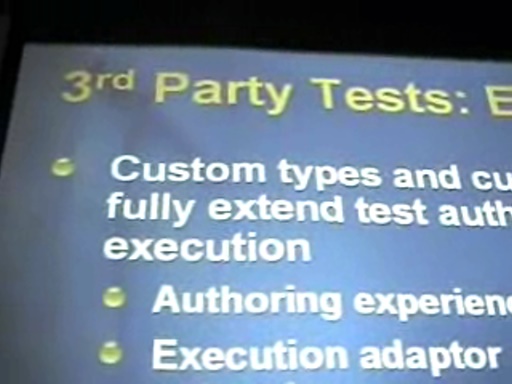 3rd Party Tests: E
Custom types and cu
fully extend test auth
execution
Authoring experienc
Execution adaptor